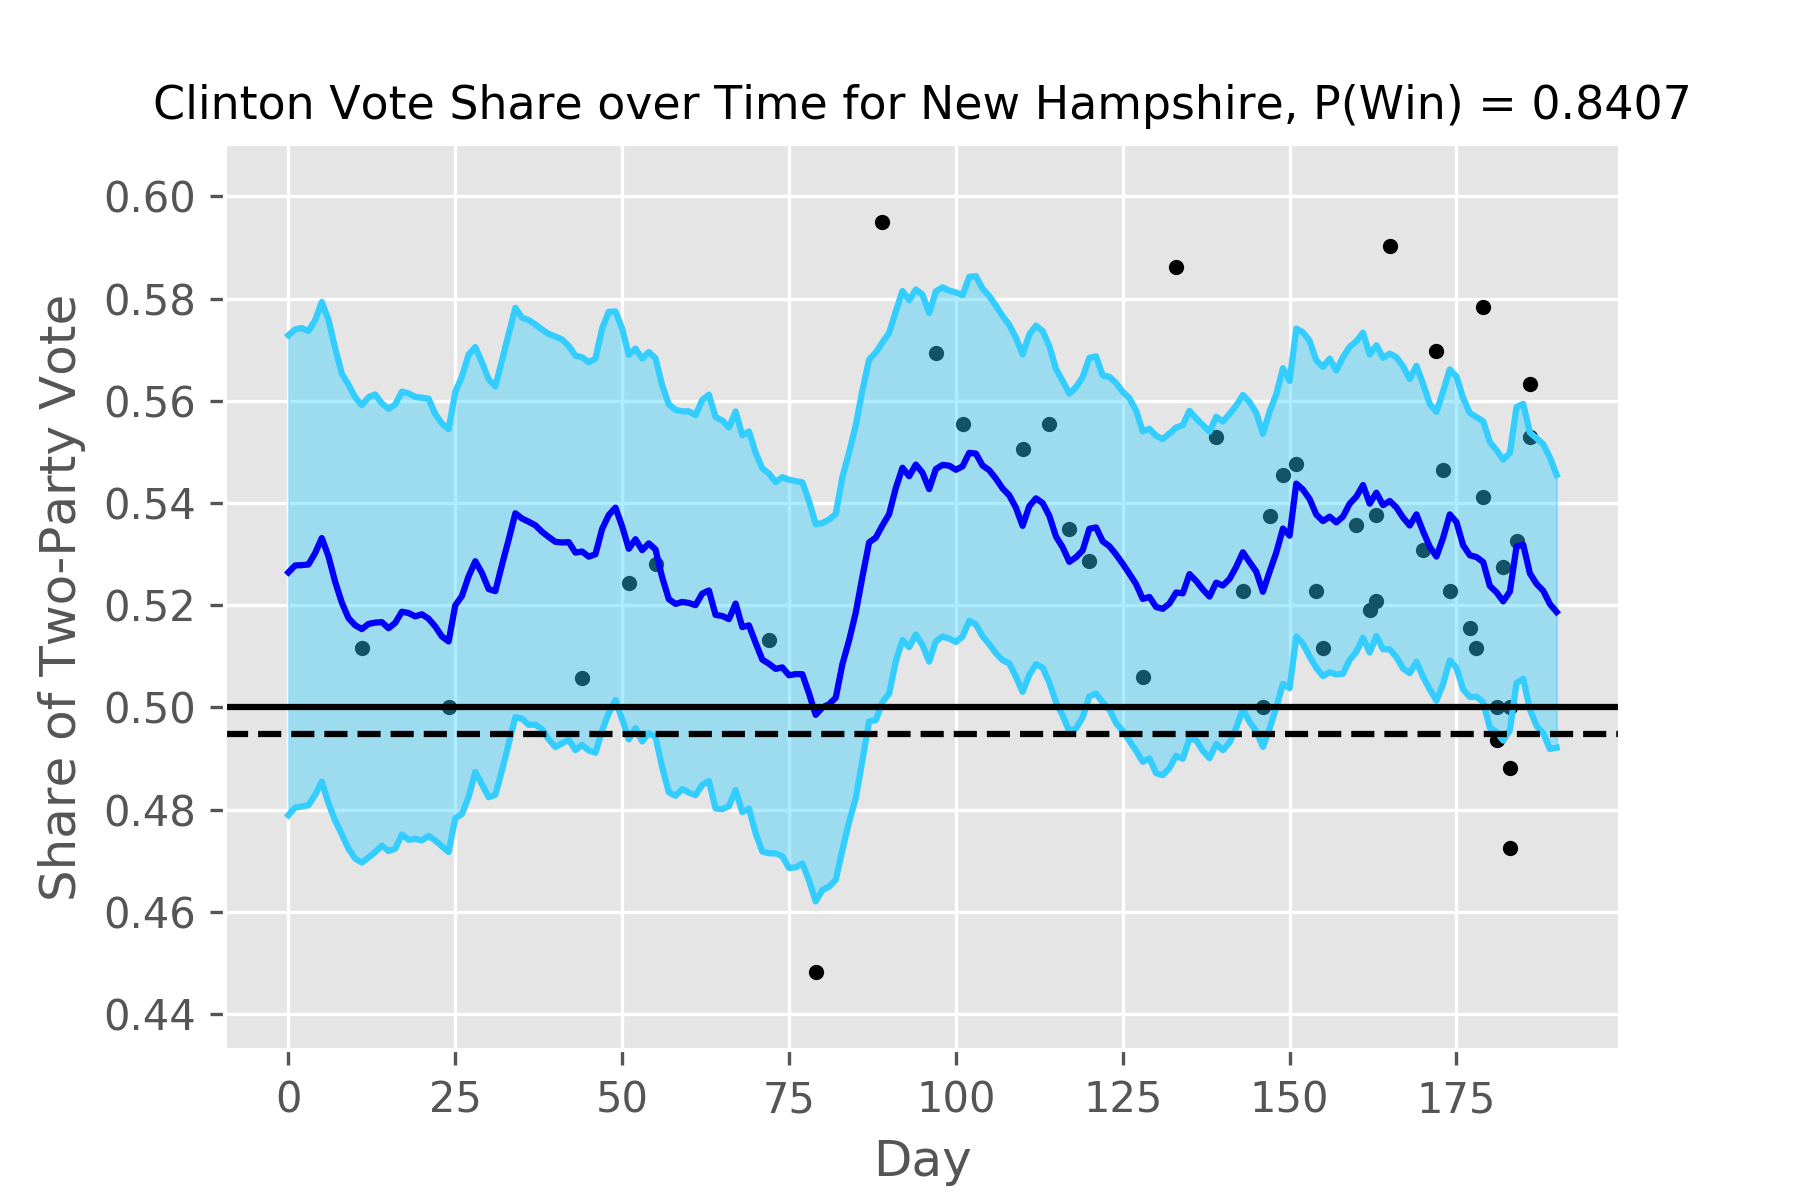 Clinton Vote Share over Time for New Hampshire, P(Win) = 0.8407
Share of Two-Party Vote
0.60
0.58
0.56
0.54
0.52
0.50
0.48
0.46
0.44
0 25 50 75 100 125 150 175
Day